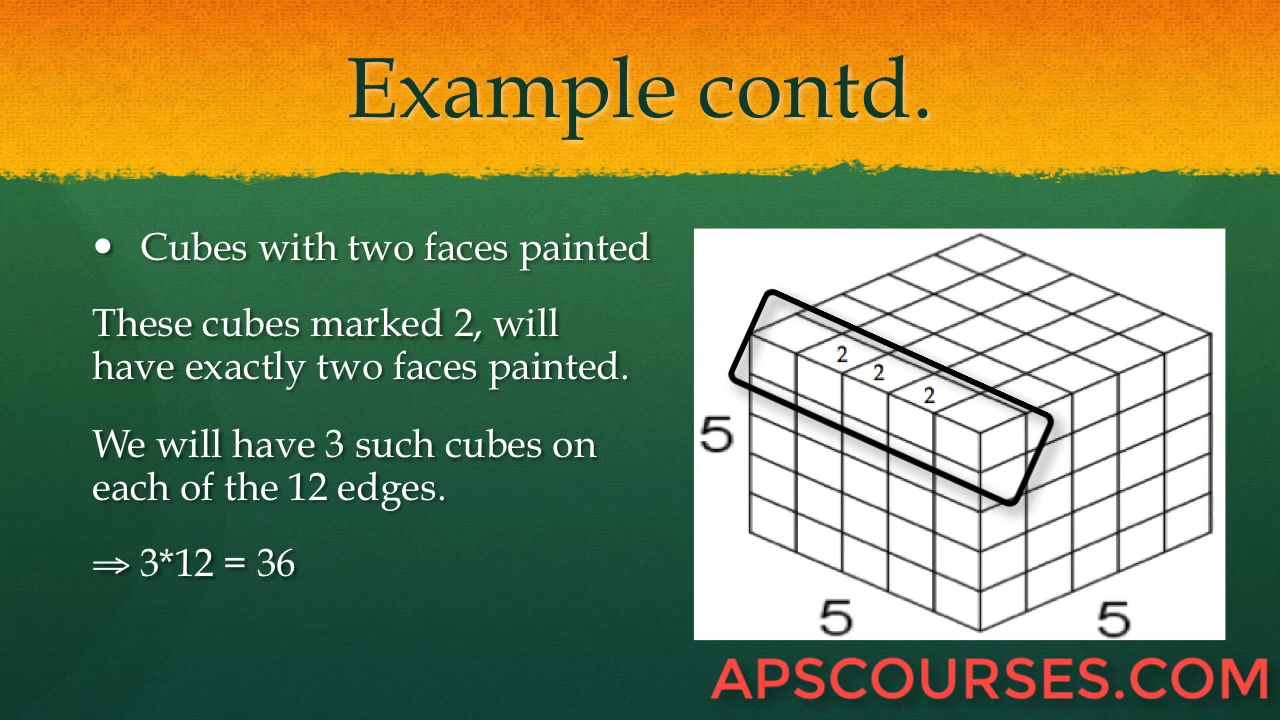 Example contd.
• Cubes with two faces painted
These cubes marked 2, will
have exactly two faces painted.
We will have 3 such cubes on
each of the 12 edges.
⇒ 3*12 = 36
2
2
2
5
5
5
APSCOURSES.COM